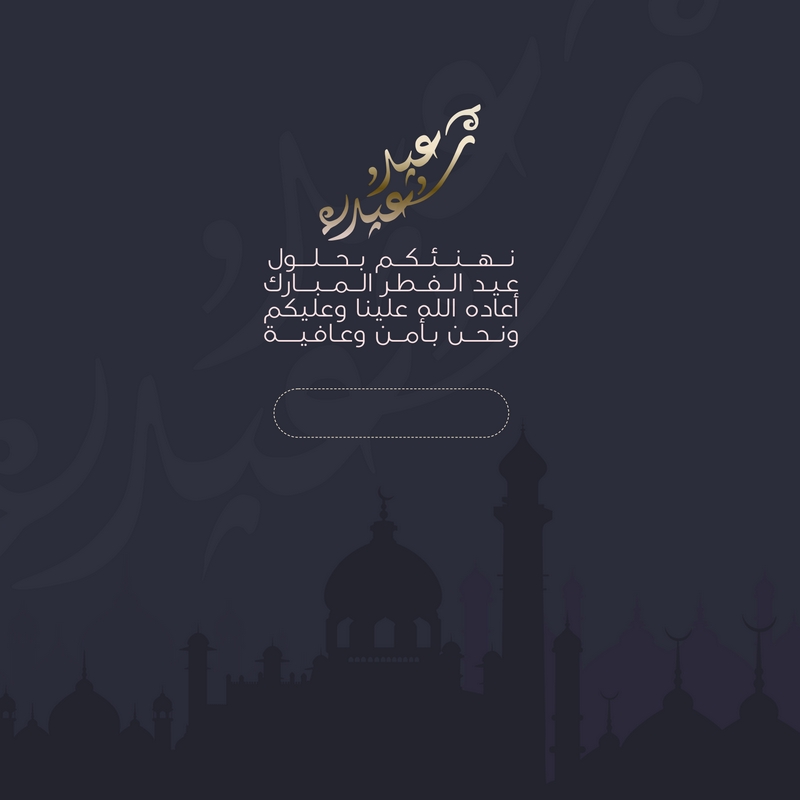 عيد سعيد
نهنئكم بحلول
عيد الفطر المبارك
أعاده الله علينا وعليكم
ونحن بأمن وعافية